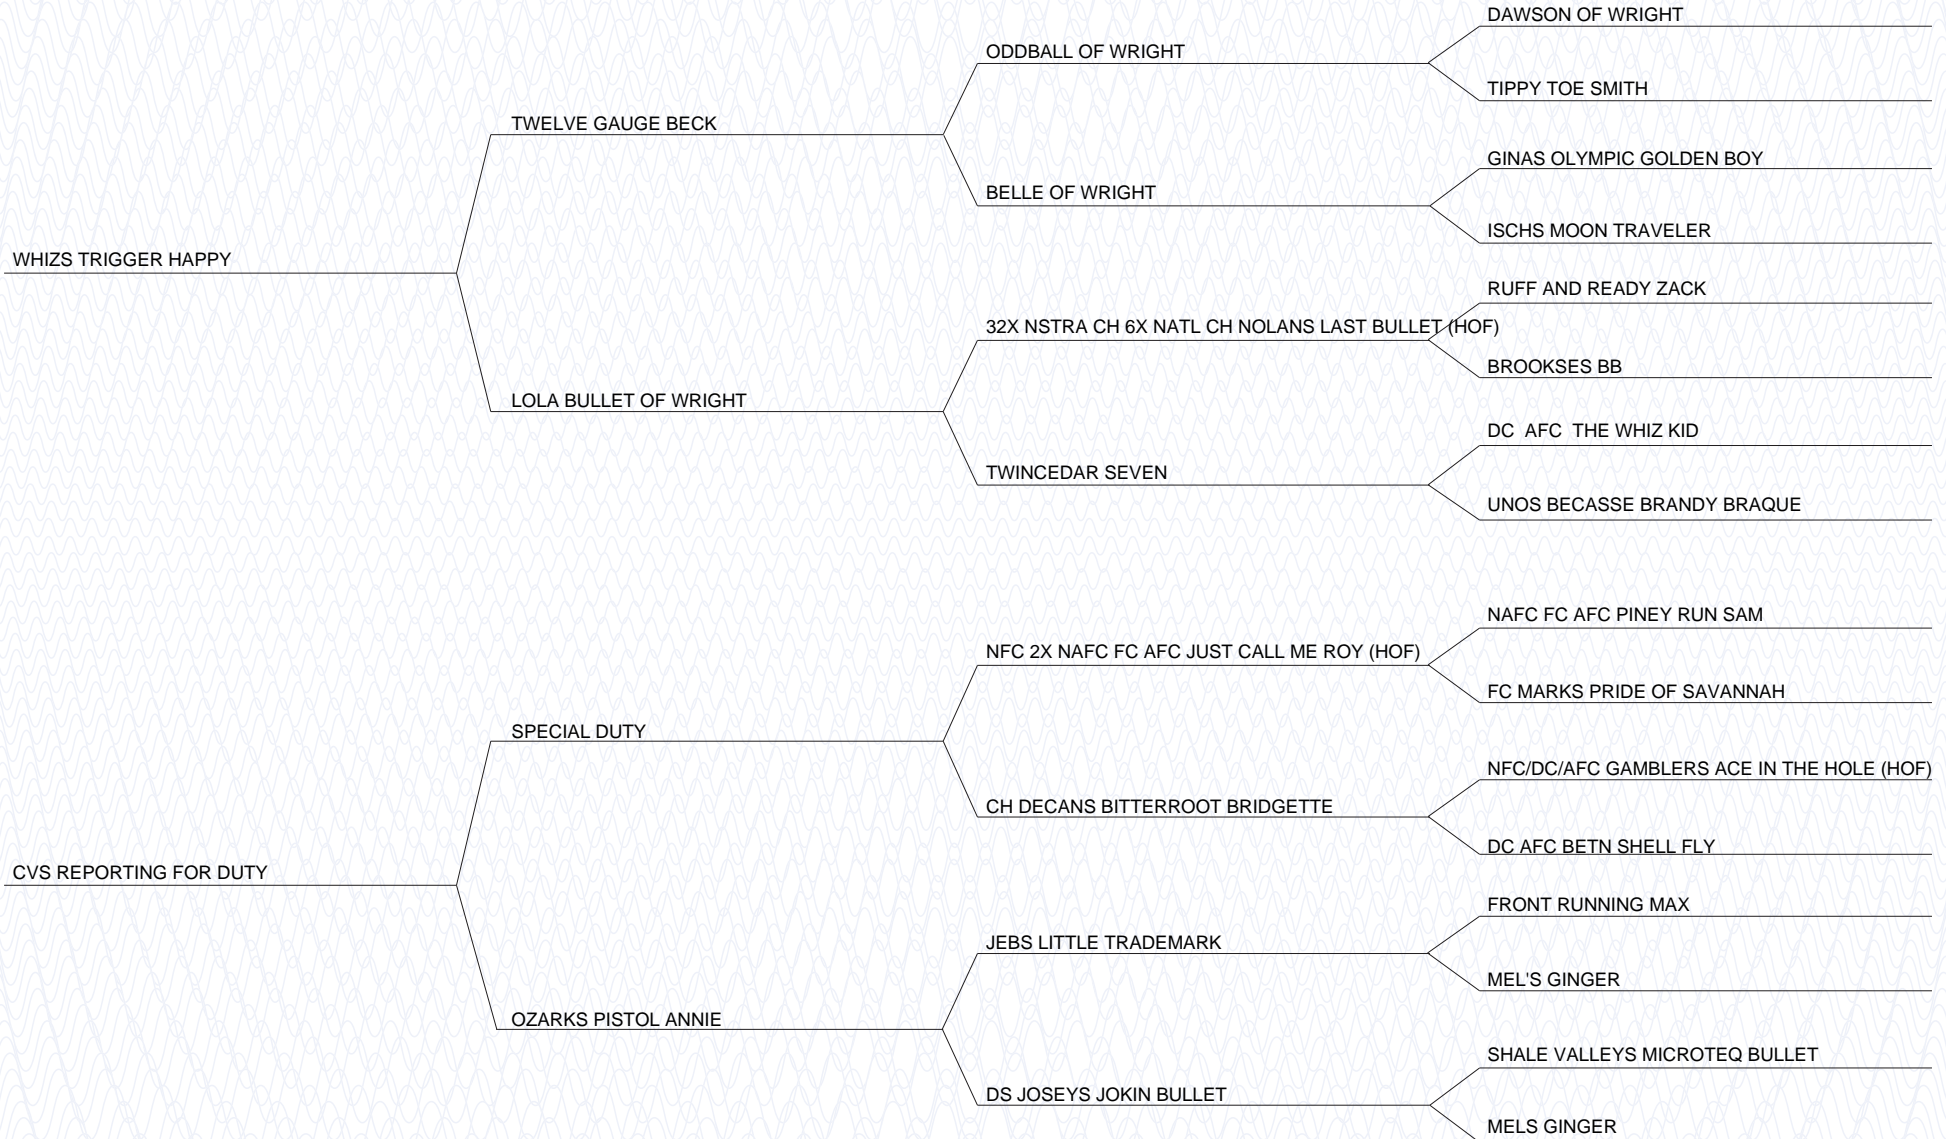 DAWSON OF WRIGHT
ODDBALL OF WRIGHT
TIPPY TOE SMITH
TWELVE GAUGE BECK
GINAS OLYMPIC GOLDEN BOY
BELLE OF WRIGHT
ISCHS MOON TRAVELER
WHIZS TRIGGER HAPPY
RUFF AND READY ZACK
32X NSTRA CH 6X NATL CH NOLANS LAST BULLET (HOF)
BROOKSES BB
LOLA BULLET OF WRIGHT
DC  AFC  THE WHIZ KID
TWINCEDAR SEVEN
UNOS BECASSE BRANDY BRAQUE
NAFC FC AFC PINEY RUN SAM
NFC 2X NAFC FC AFC JUST CALL ME ROY (HOF)
FC MARKS PRIDE OF SAVANNAH
SPECIAL DUTY
NFC/DC/AFC GAMBLERS ACE IN THE HOLE (HOF)
CH DECANS BITTERROOT BRIDGETTE
DC AFC BETN SHELL FLY
CVS REPORTING FOR DUTY
FRONT RUNNING MAX
JEBS LITTLE TRADEMARK
MEL'S GINGER
OZARKS PISTOL ANNIE
SHALE VALLEYS MICROTEQ BULLET
DS JOSEYS JOKIN BULLET
MELS GINGER